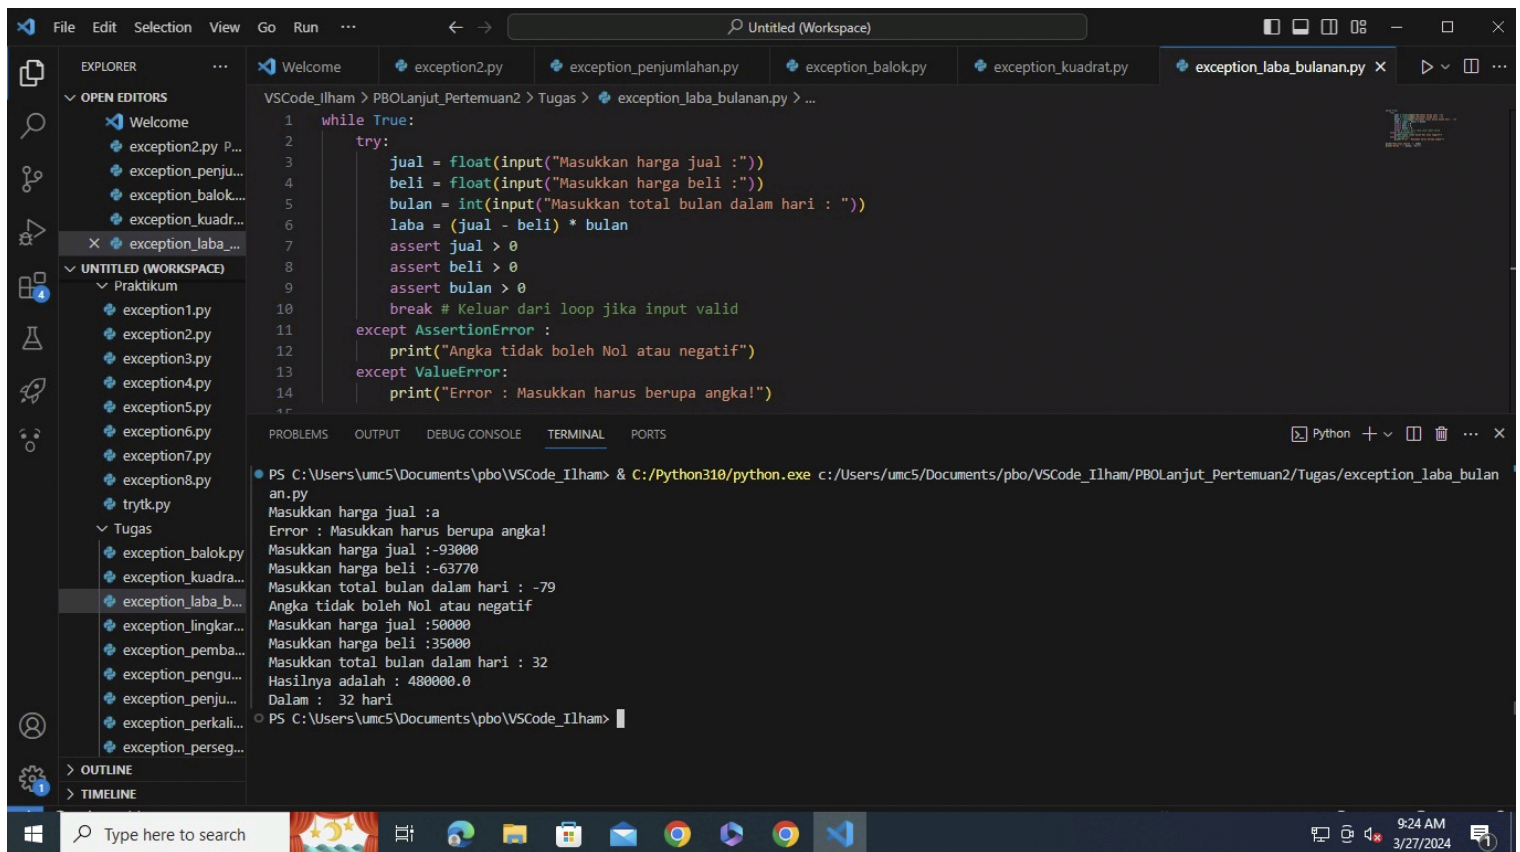 File Edit Selection View Go Run ···
Untitled (Workspace)
EXPLORER ···
OPEN EDITORS
Welcome
exception2.py P...
exception_penju...
exception_balok....
exception_kuadr...
exception_laba_...
UNTITLED (WORKSPACE)
Praktikum
exception1.py
exception2.py
exception3.py
exception4.py
exception5.py
exception6.py
exception7.py
exception8.py
trytk.py
Tugas
exception_balok.py
exception_kuadra...
exception_laba_b...
exception_lingkar...
exception_pemba...
exception_pengu...
exception_penju...
exception_perkali...
exception_perseg...
OUTLINE
TIMELINE
4
1
Welcome exception2.py exception_penjumlahan.py exception_balok.py exception_kuadrat.py exception_laba_bulanan.py
VSCode_Ilham > PBOLanjut_Pertemuan2 > Tugas > exception_laba_bulanan.py > ...
1 while True:
2 try:
3 jual = float(input("Masukkan harga jual :"))
4 beli = float(input("Masukkan harga beli :"))
5 bulan = int(input("Masukkan total bulan dalam hari : "))
6 laba = (jual - beli) * bulan
7 assert jual > 0
8 assert beli > 0
9 assert bulan > 0
10 break # Keluar dari loop jika input valid
11 except AssertionError :
12 print("Angka tidak boleh Nol atau negatif")
13 except ValueError:
14 print("Error : Masukkan harus berupa angka!")
15
PROBLEMS OUTPUT DEBUG CONSOLE TERMINAL PORTS
Python
PS C:\Users\umc5\Documents\pbo\VSCode_Ilham> & C:/Python310/python.exe c:/Users/umc5/Documents/pbo/VSCode_Ilham/PBOLanjut_Pertemuan2/Tugas/exception_laba_bulan
an.py
Masukkan harga jual :a
Error : Masukkan harus berupa angka!
Masukkan harga jual :-93000
Masukkan harga beli :-63770
Masukkan total bulan dalam hari : -79
Angka tidak boleh Nol atau negatif
Masukkan harga jual :50000
Masukkan harga beli :35000
Masukkan total bulan dalam hari : 32
Hasilnya adalah : 480000.0
Dalam :  32 hari
PS C:\Users\umc5\Documents\pbo\VSCode_Ilham>
Type here to search
9:24 AM
3/27/2024
1